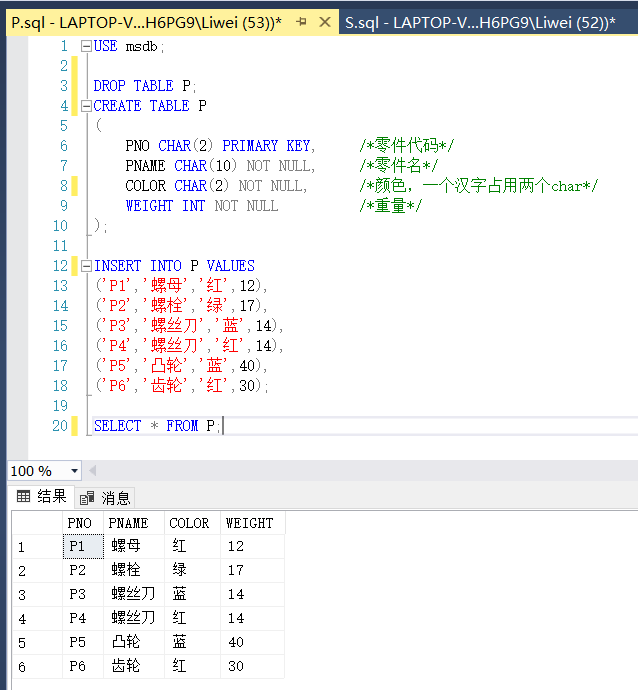 P.sql - LAPTOP-V...H6PG9\Liwei (53))* S.sql - LAPTOP-V...H6PG9\Liwei (52))*
1 USE msdb;
2
3 DROP TABLE P;
4 CREATE TABLE P
5 (
6 PNO CHAR(2) PRIMARY KEY, /*零件代码*/
7 PNAME CHAR(10) NOT NULL, /*零件名*/
8 COLOR CHAR(2) NOT NULL, /*颜色，一个汉字占用两个char*/
9 WEIGHT INT NOT NULL /*重量*/
10 );
11
12 INSERT INTO P VALUES
13 ('P1','螺母','红',12),
14 ('P2','螺栓','绿',17),
15 ('P3','螺丝刀','蓝',14),
16 ('P4','螺丝刀','红',14),
17 ('P5','凸轮','蓝',40),
18 ('P6','齿轮','红',30);
19
20 SELECT * FROM P;
100 %
结果 消息
PNO PNAME COLOR WEIGHT
1 P1 螺母 红 12
2 P2 螺栓 绿 17
3 P3 螺丝刀 蓝 14
4 P4 螺丝刀 红 14
5 P5 凸轮 蓝 40
6 P6 齿轮 红 30